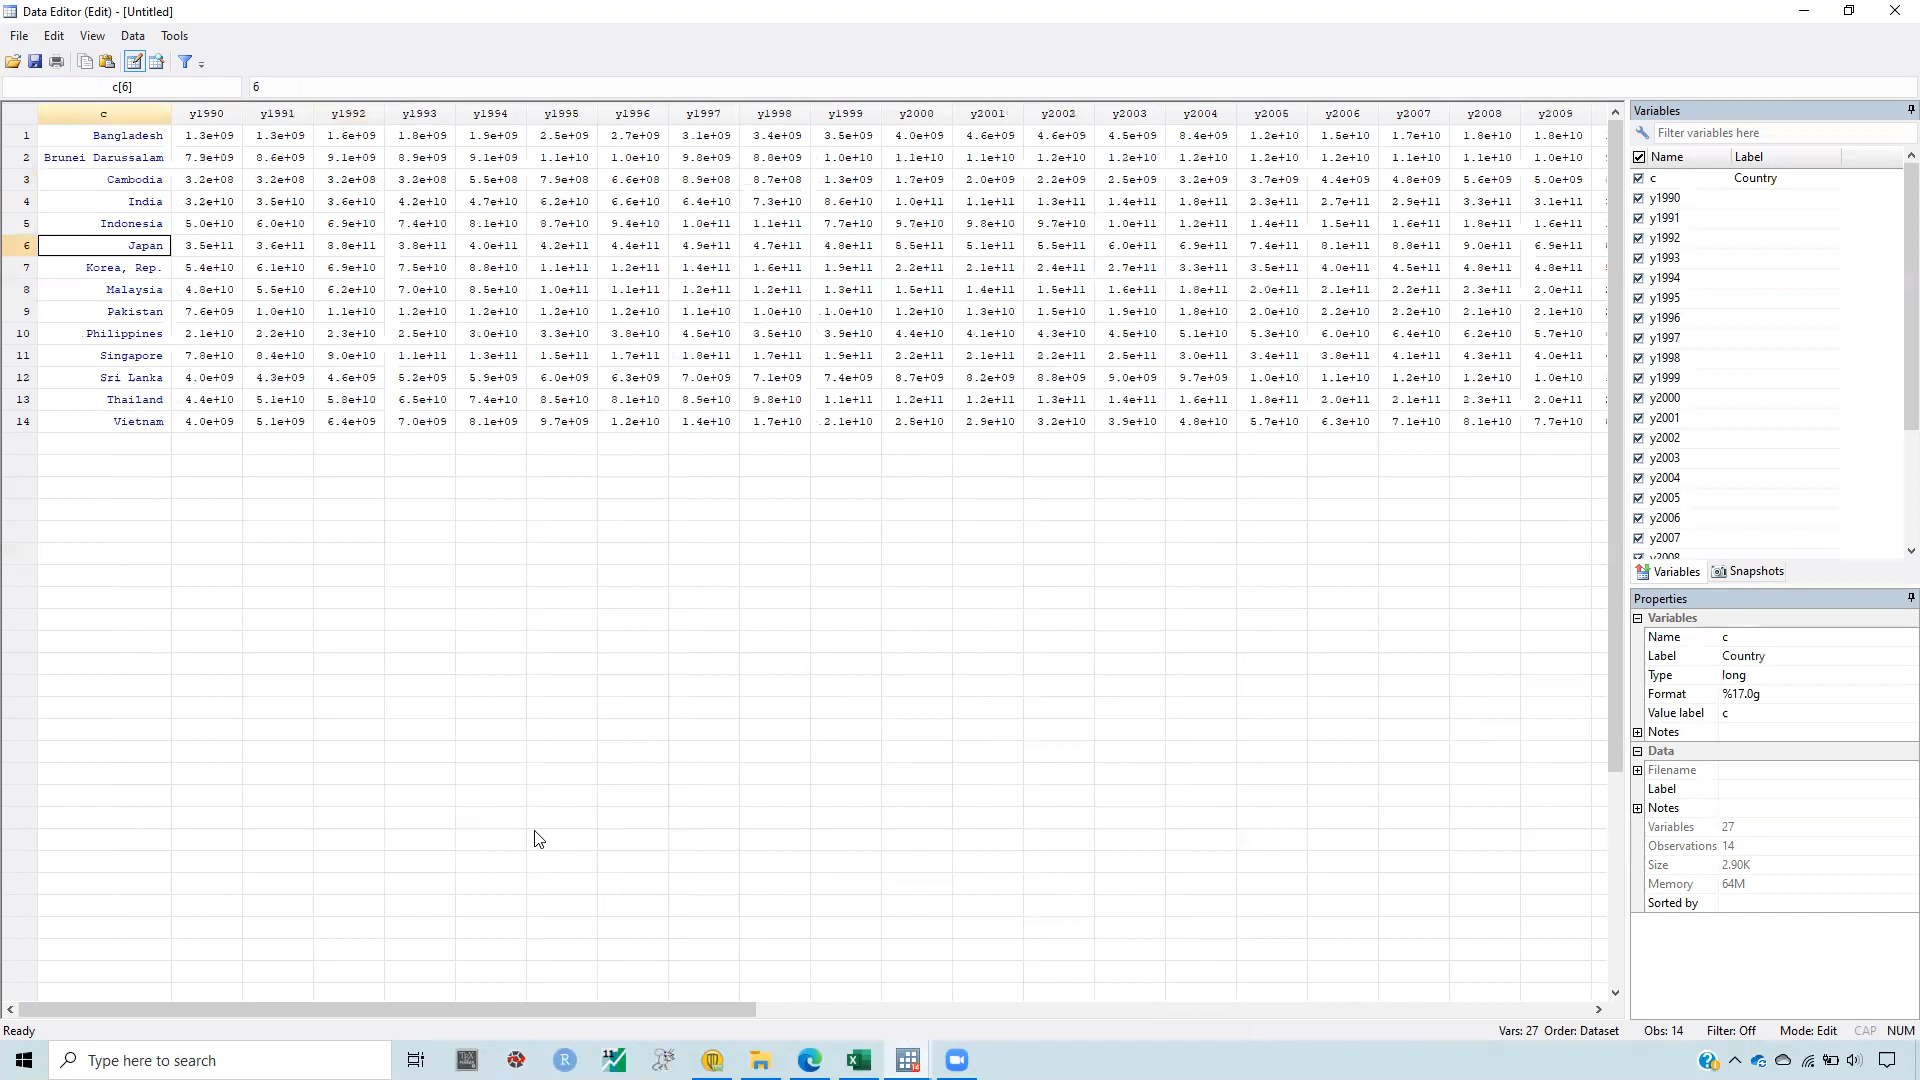 Data Editor (Edit) - [Untitled]
File Edit View Data Tools
c[6] 6
c y1990 y1991 y1992 y1993 y1994 y1995 y1996 y1997 y1998 y1999 y2000 y2001 y2002 y2003 y2004 y2005 y2006 y2007 y2008 y2009
1 Bangladesh 1.3e+09 1.3e+09 1.6e+09 1.8e+09 1.9e+09 2.5e+09 2.7e+09 3.1e+09 3.4e+09 3.5e+09 4.0e+09 4.6e+09 4.6e+09 4.5e+09 8.4e+09 1.2e+10 1.5e+10 1.7e+10 1.8e+10 1.8e+10
2 Brunei Darussalam 7.9e+09 8.6e+09 9.1e+09 8.9e+09 9.1e+09 1.1e+10 1.0e+10 9.8e+09 8.8e+09 1.0e+10 1.1e+10 1.1e+10 1.2e+10 1.2e+10 1.2e+10 1.2e+10 1.2e+10 1.1e+10 1.1e+10 1.0e+10
3 Cambodia 3.2e+08 3.2e+08 3.2e+08 3.2e+08 5.5e+08 7.9e+08 6.6e+08 8.9e+08 8.7e+08 1.3e+09 1.7e+09 2.0e+09 2.2e+09 2.5e+09 3.2e+09 3.7e+09 4.4e+09 4.8e+09 5.6e+09 5.0e+09
4 India 3.2e+10 3.5e+10 3.6e+10 4.2e+10 4.7e+10 6.2e+10 6.6e+10 6.4e+10 7.3e+10 8.6e+10 1.0e+11 1.1e+11 1.3e+11 1.4e+11 1.8e+11 2.3e+11 2.7e+11 2.9e+11 3.3e+11 3.1e+11
5 Indonesia 5.0e+10 6.0e+10 6.9e+10 7.4e+10 8.1e+10 8.7e+10 9.4e+10 1.0e+11 1.1e+11 7.7e+10 9.7e+10 9.8e+10 9.7e+10 1.0e+11 1.2e+11 1.4e+11 1.5e+11 1.6e+11 1.8e+11 1.6e+11
6 Japan 3.5e+11 3.6e+11 3.8e+11 3.8e+11 4.0e+11 4.2e+11 4.4e+11 4.9e+11 4.7e+11 4.8e+11 5.5e+11 5.1e+11 5.5e+11 6.0e+11 6.9e+11 7.4e+11 8.1e+11 8.8e+11 9.0e+11 6.9e+11
7 Korea, Rep. 5.4e+10 6.1e+10 6.9e+10 7.5e+10 8.8e+10 1.1e+11 1.2e+11 1.4e+11 1.6e+11 1.9e+11 2.2e+11 2.1e+11 2.4e+11 2.7e+11 3.3e+11 3.5e+11 4.0e+11 4.5e+11 4.8e+11 4.8e+11
8 Malaysia 4.8e+10 5.5e+10 6.2e+10 7.0e+10 8.5e+10 1.0e+11 1.1e+11 1.2e+11 1.2e+11 1.3e+11 1.5e+11 1.4e+11 1.5e+11 1.6e+11 1.8e+11 2.0e+11 2.1e+11 2.2e+11 2.3e+11 2.0e+11
9 Pakistan 7.6e+09 1.0e+10 1.1e+10 1.2e+10 1.2e+10 1.2e+10 1.2e+10 1.1e+10 1.0e+10 1.0e+10 1.2e+10 1.3e+10 1.5e+10 1.9e+10 1.8e+10 2.0e+10 2.2e+10 2.2e+10 2.1e+10 2.1e+10
10 Philippines 2.1e+10 2.2e+10 2.3e+10 2.5e+10 3.0e+10 3.3e+10 3.8e+10 4.5e+10 3.5e+10 3.9e+10 4.4e+10 4.1e+10 4.3e+10 4.5e+10 5.1e+10 5.3e+10 6.0e+10 6.4e+10 6.2e+10 5.7e+10
11 Singapore 7.8e+10 8.4e+10 9.0e+10 1.1e+11 1.3e+11 1.5e+11 1.7e+11 1.8e+11 1.7e+11 1.9e+11 2.2e+11 2.1e+11 2.2e+11 2.5e+11 3.0e+11 3.4e+11 3.8e+11 4.1e+11 4.3e+11 4.0e+11
12 Sri Lanka 4.0e+09 4.3e+09 4.6e+09 5.2e+09 5.9e+09 6.0e+09 6.3e+09 7.0e+09 7.1e+09 7.4e+09 8.7e+09 8.2e+09 8.8e+09 9.0e+09 9.7e+09 1.0e+10 1.1e+10 1.2e+10 1.2e+10 1.0e+10
13 Thailand 4.4e+10 5.1e+10 5.8e+10 6.5e+10 7.4e+10 8.5e+10 8.1e+10 8.9e+10 9.8e+10 1.1e+11 1.2e+11 1.2e+11 1.3e+11 1.4e+11 1.6e+11 1.8e+11 2.0e+11 2.1e+11 2.3e+11 2.0e+11
14 Vietnam 4.0e+09 5.1e+09 6.4e+09 7.0e+09 8.1e+09 9.7e+09 1.2e+10 1.4e+10 1.7e+10 2.1e+10 2.5e+10 2.9e+10 3.2e+10 3.9e+10 4.8e+10 5.7e+10 6.3e+10 7.1e+10 8.1e+10 7.7e+10
Variables
Filter variables here
Name Label
c Country
y1990
y1991
y1992
y1993
y1994
y1995
y1996
y1997
y1998
y1999
y2000
y2001
y2002
y2003
y2004
y2005
y2006
y2007
y2008
Variables Snapshots
Properties
Variables
Name c
Label Country
Type long
Format %17.0g
Value label c
Notes
Data
Filename
Label
Notes
Variables 27
Observations 14
Size 2.90K
Memory 64M
Sorted by
Ready Vars: 27 Order: Dataset Obs: 14 Filter: Off Mode: Edit CAP NUM
Type here to search